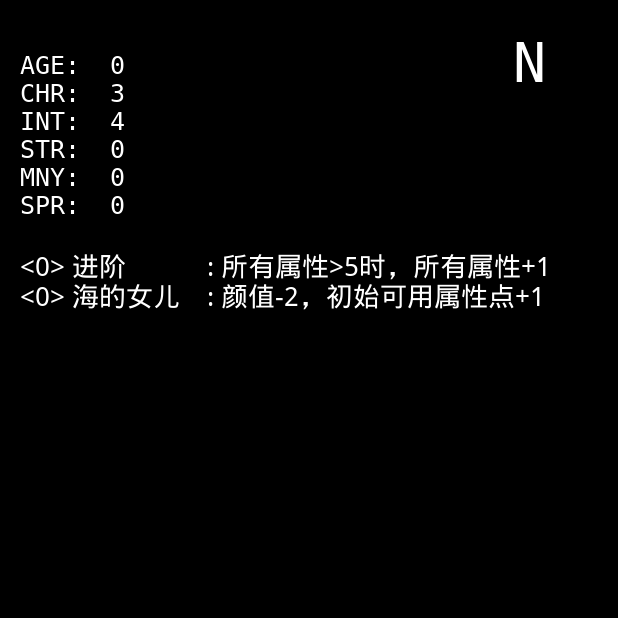 N
AGE: 0
CHR: 3
INT: 4
STR: 0
MNY: 0
SPR: 0
<0> 进阶 : 所有属性>5时，所有属性+1
<0> 海的女儿 : 颜值-2，初始可用属性点+1